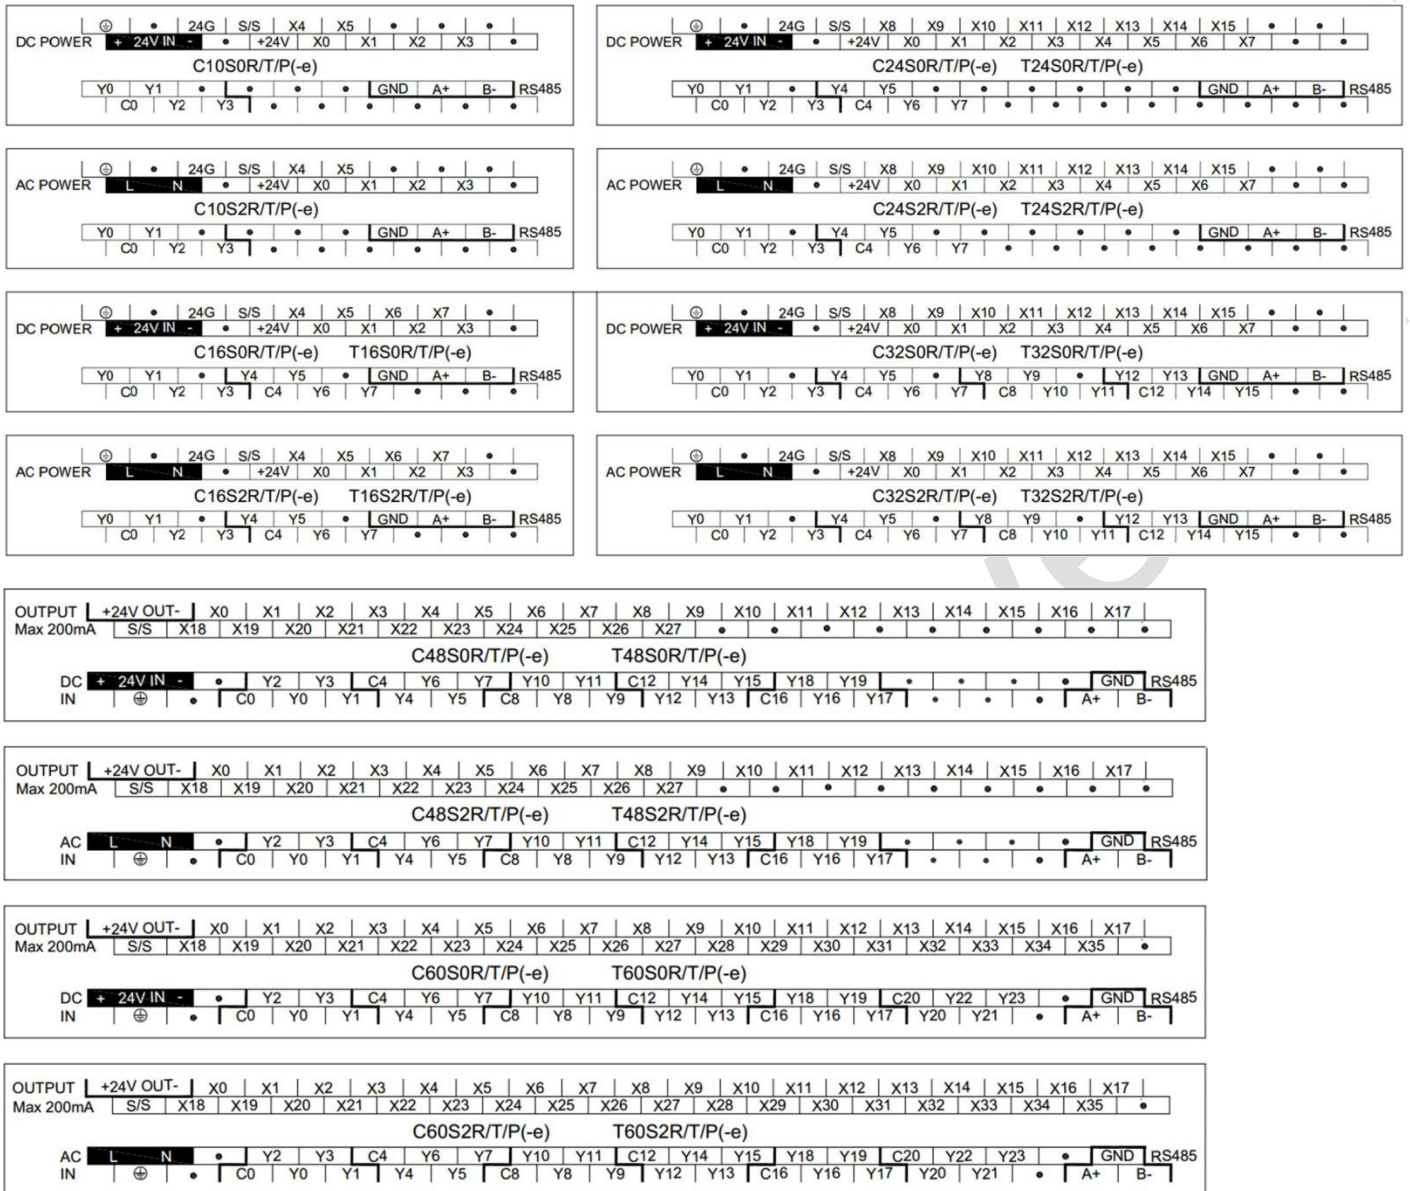 24G S/S X4 X5
DC POWER + 24V IN - +24V X0 X1 X2 X3
C10S0R/T/P(-e)
Y0 Y1 GND A+ B- RS485
C0 Y2 Y3
24G S/S X8 X9 X10 X11 X12 X13 X14 X15
DC POWER + 24V IN - +24V X0 X1 X2 X3 X4 X5 X6 X7
C24S0R/T/P(-e) T24S0R/T/P(-e)
Y0 Y1 Y4 Y5 GND A+ B- RS485
C0 Y2 Y3 C4 Y6 Y7
24G S/S X4 X5
AC POWER L N +24V X0 X1 X2 X3
C10S2R/T/P(-e)
Y0 Y1 GND A+ B- RS485
C0 Y2 Y3
24G S/S X8 X9 X10 X11 X12 X13 X14 X15
AC POWER L N +24V X0 X1 X2 X3 X4 X5 X6 X7
C24S2R/T/P(-e) T24S2R/T/P(-e)
Y0 Y1 Y4 Y5 GND A+ B- RS485
C0 Y2 Y3 C4 Y6 Y7
24G S/S X4 X5 X6 X7
DC POWER + 24V IN - +24V X0 X1 X2 X3
C16S0R/T/P(-e) T16S0R/T/P(-e)
Y0 Y1 Y4 Y5 GND A+ B- RS485
C0 Y2 Y3 C4 Y6 Y7
24G S/S X8 X9 X10 X11 X12 X13 X14 X15
DC POWER + 24V IN - +24V X0 X1 X2 X3 X4 X5 X6 X7
C32S0R/T/P(-e) T32S0R/T/P(-e)
Y0 Y1 Y4 Y5 Y8 Y9 Y12 Y13 GND A+ B- RS485
C0 Y2 Y3 C4 Y6 Y7 C8 Y10 Y11 C12 Y14 Y15
24G S/S X4 X5 X6 X7
AC POWER L N +24V X0 X1 X2 X3
C16S2R/T/P(-e) T16S2R/T/P(-e)
Y0 Y1 Y4 Y5 GND A+ B- RS485
C0 Y2 Y3 C4 Y6 Y7
24G S/S X8 X9 X10 X11 X12 X13 X14 X15
AC POWER L N +24V X0 X1 X2 X3 X4 X5 X6 X7
C32S2R/T/P(-e) T32S2R/T/P(-e)
Y0 Y1 Y4 Y5 Y8 Y9 Y12 Y13 GND A+ B- RS485
C0 Y2 Y3 C4 Y6 Y7 C8 Y10 Y11 C12 Y14 Y15
OUTPUT +24V OUT- X0 X1 X2 X3 X4 X5 X6 X7 X8 X9 X10 X11 X12 X13 X14 X15 X16 X17
Max 200mA S/S X18 X19 X20 X21 X22 X23 X24 X25 X26 X27
C48S0R/T/P(-e) T48S0R/T/P(-e)
DC + 24V IN - Y2 Y3 C4 Y6 Y7 Y10 Y11 C12 Y14 Y15 Y18 Y19 GND RS485
IN C0 Y0 Y1 Y4 Y5 C8 Y8 Y9 Y12 Y13 C16 Y16 Y17 A+ B-
OUTPUT +24V OUT- X0 X1 X2 X3 X4 X5 X6 X7 X8 X9 X10 X11 X12 X13 X14 X15 X16 X17
Max 200mA S/S X18 X19 X20 X21 X22 X23 X24 X25 X26 X27
C48S2R/T/P(-e) T48S2R/T/P(-e)
AC L N Y2 Y3 C4 Y6 Y7 Y10 Y11 C12 Y14 Y15 Y18 Y19 GND RS485
IN C0 Y0 Y1 Y4 Y5 C8 Y8 Y9 Y12 Y13 C16 Y16 Y17 A+ B-
OUTPUT +24V OUT- X0 X1 X2 X3 X4 X5 X6 X7 X8 X9 X10 X11 X12 X13 X14 X15 X16 X17
Max 200mA S/S X18 X19 X20 X21 X22 X23 X24 X25 X26 X27 X28 X29 X30 X31 X32 X33 X34 X35
C60S0R/T/P(-e) T60S0R/T/P(-e)
DC + 24V IN - Y2 Y3 C4 Y6 Y7 Y10 Y11 C12 Y14 Y15 Y18 Y19 C20 Y22 Y23 GND RS485
IN C0 Y0 Y1 Y4 Y5 C8 Y8 Y9 Y12 Y13 C16 Y16 Y17 Y20 Y21 A+ B-
OUTPUT +24V OUT- X0 X1 X2 X3 X4 X5 X6 X7 X8 X9 X10 X11 X12 X13 X14 X15 X16 X17
Max 200mA S/S X18 X19 X20 X21 X22 X23 X24 X25 X26 X27 X28 X29 X30 X31 X32 X33 X34 X35
C60S2R/T/P(-e) T60S2R/T/P(-e)
AC L N Y2 Y3 C4 Y6 Y7 Y10 Y11 C12 Y14 Y15 Y18 Y19 C20 Y22 Y23 GND RS485
IN C0 Y0 Y1 Y4 Y5 C8 Y8 Y9 Y12 Y13 C16 Y16 Y17 Y20 Y21 A+ B-